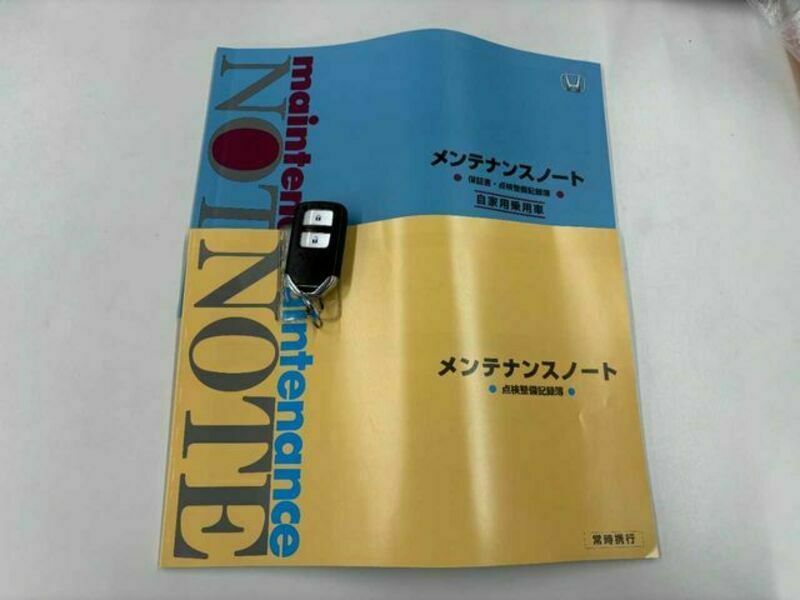 maintenance
NOTE
メンテナンスノート
● 保証書・点検整備記録簿 ●
自家用乗用車
maintenance
NOTE
メンテナンスノート
● 点検整備記録簿 ●
常時携行